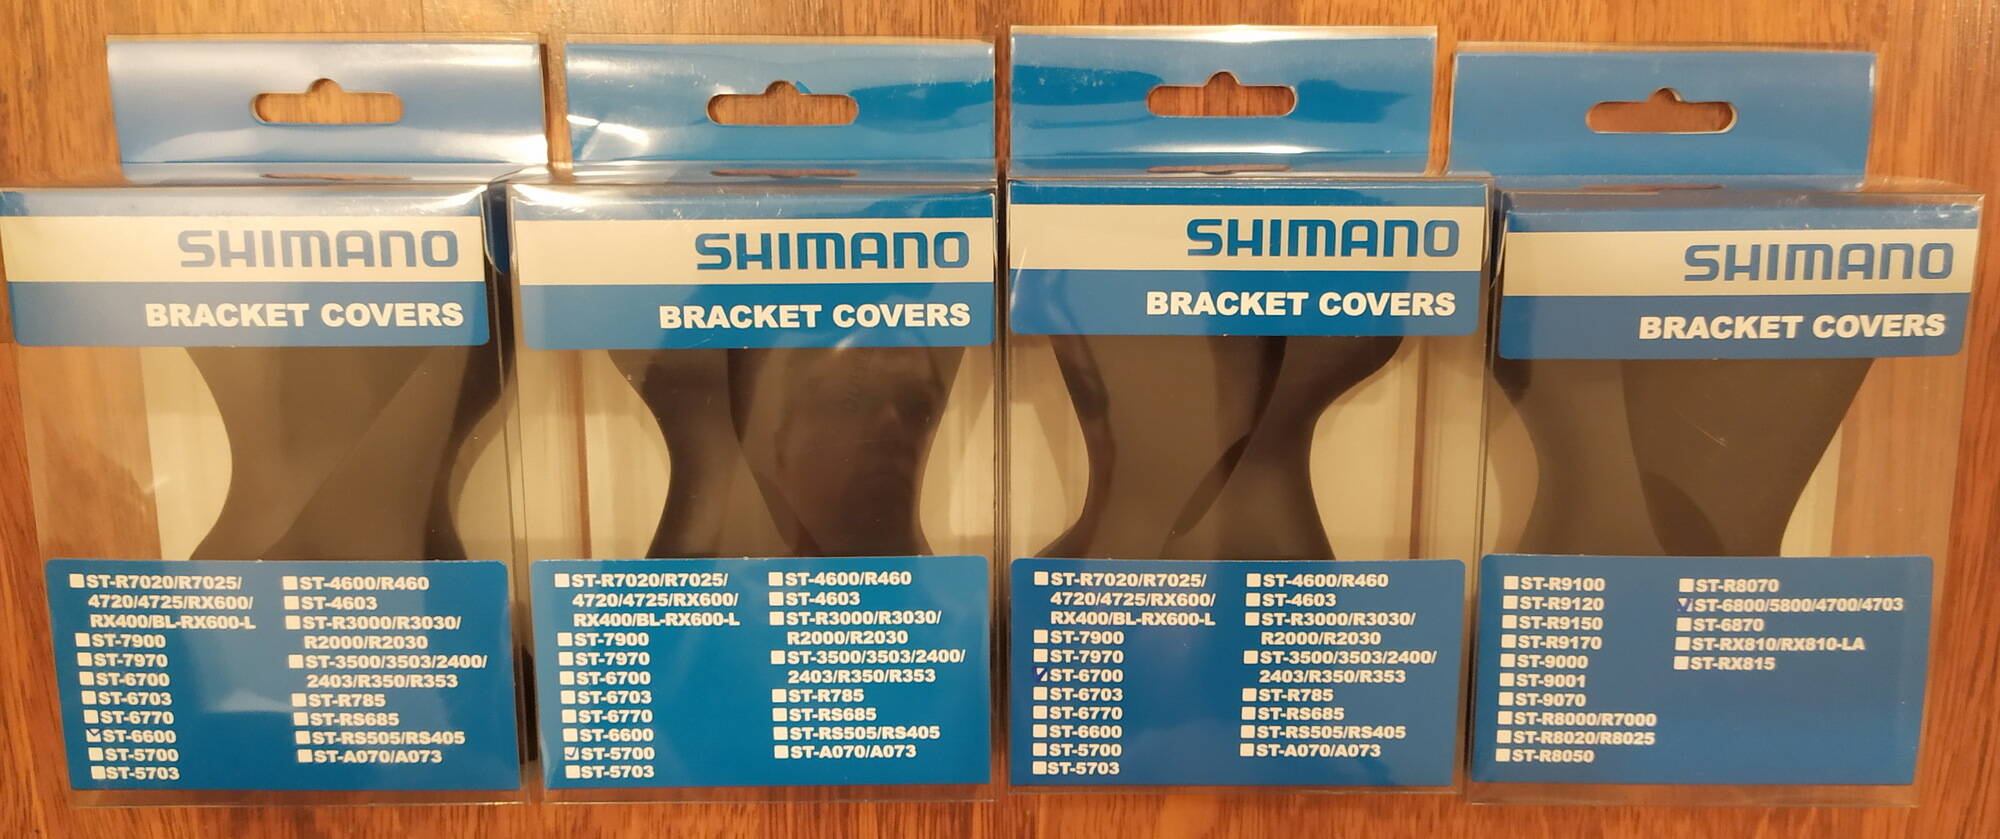 SHIMANO
BRACKET COVERS
ST-R7020/R7025/
4720/4725/RX600/
RX400/BL-RX600-L
ST-7900
ST-7970
ST-6700
ST-6703
ST-6770
ST-6600
ST-5700
ST-5703
ST-4600/R460
ST-4603
ST-R3000/R3030/
R2000/R2030
ST-3500/3503/2400/
2403/R350/R353
ST-R785
ST-RS685
ST-RS505/RS405
ST-A070/A073
SHIMANO
BRACKET COVERS
ST-R7020/R7025/
4720/4725/RX600/
RX400/BL-RX600-L
ST-7900
ST-7970
ST-6700
ST-6703
ST-6770
ST-6600
ST-5700
ST-5703
ST-4600/R460
ST-4603
ST-R3000/R3030/
R2000/R2030
ST-3500/3503/2400/
2403/R350/R353
ST-R785
ST-RS685
ST-RS505/RS405
ST-A070/A073
SHIMANO
BRACKET COVERS
ST-R7020/R7025/
4720/4725/RX600/
RX400/BL-RX600-L
ST-7900
ST-7970
ST-6700
ST-6703
ST-6770
ST-6600
ST-5700
ST-5703
ST-4600/R460
ST-4603
ST-R3000/R3030/
R2000/R2030
ST-3500/3503/2400/
2403/R350/R353
ST-R785
ST-RS685
ST-RS505/RS405
ST-A070/A073
SHIMANO
BRACKET COVERS
ST-R9100
ST-R9120
ST-R9150
ST-R9170
ST-9000
ST-9001
ST-9070
ST-R8000/R7000
ST-R8020/R8025
ST-R8050
ST-R8070
ST-6800/5800/4700/4703
ST-6870
ST-RX810/RX810-LA
ST-RX815